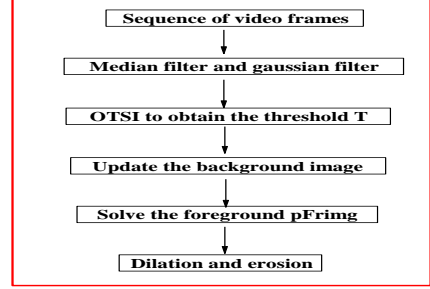 Sequence of video frames
Median filter and gaussian filter
OTSI to obtain the threshold T
Update the background image
Solve the foreground pFrimg
Dilation and erosion